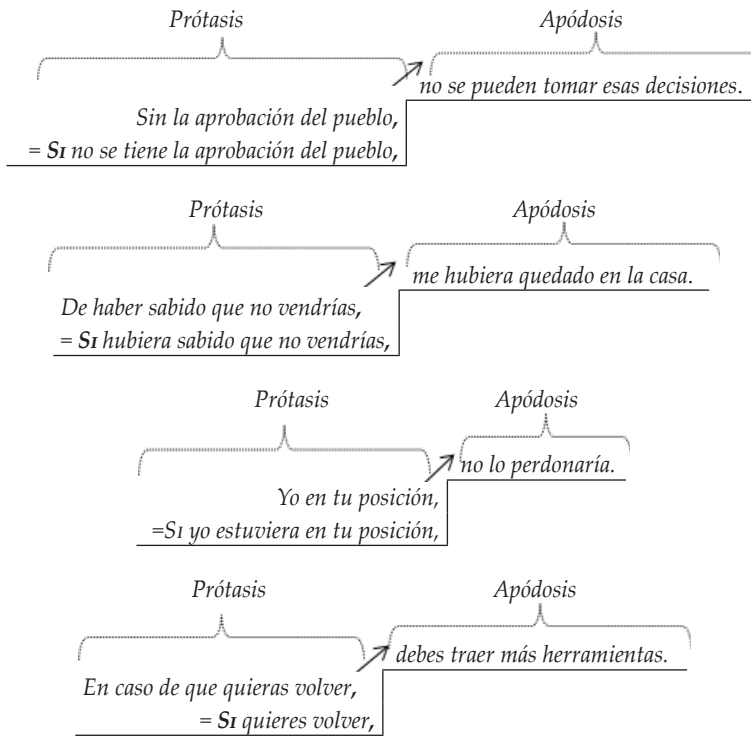 Prótasis Apódosis
no se pueden tomar esas decisiones.
Sin la aprobación del pueblo,
= SI no se tiene la aprobación del pueblo,
Prótasis Apódosis
me hubiera quedado en la casa.
De haber sabido que no vendrías,
= SI hubiera sabido que no vendrías,
Prótasis Apódosis
no lo perdonaría.
Yo en tu posición,
=SI yo estuviera en tu posición,
Prótasis Apódosis
debes traer más herramientas.
En caso de que quieras volver,
= SI quieres volver,